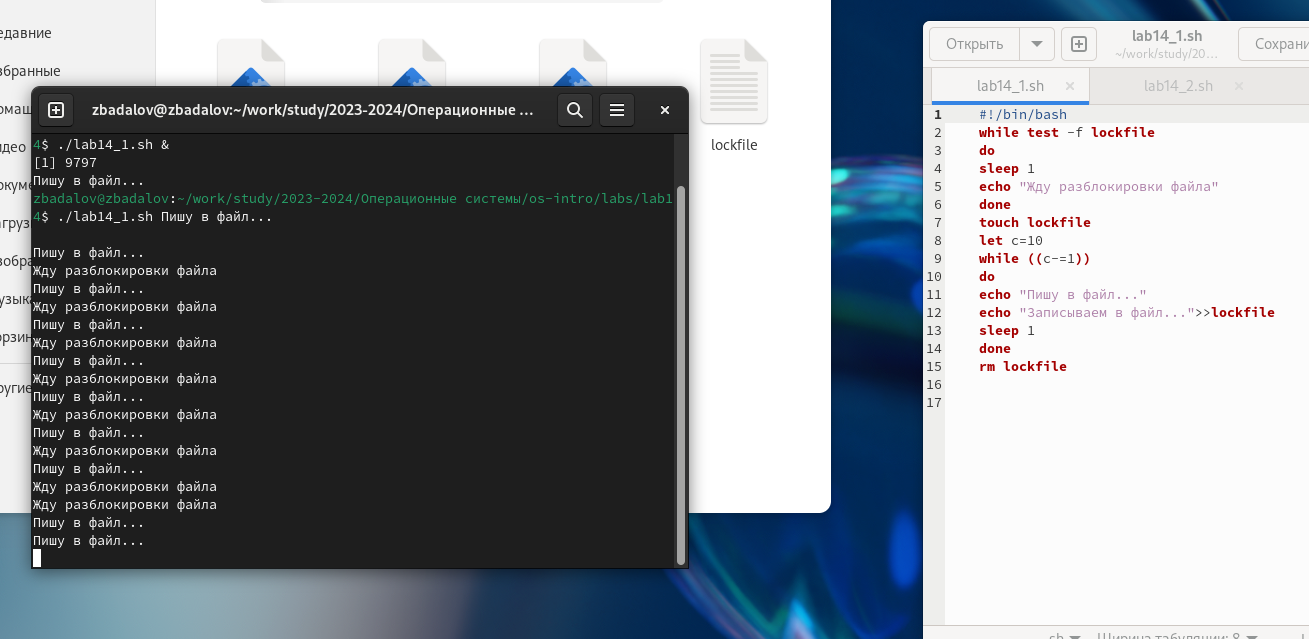 едавние
збранные
омаш
идео
окуме
агруз
зобра
узыка
орзин
ругие
lockfile
zbadalov@zbadalov:~/work/study/2023-2024/Операционные ...
4$ ./lab14_1.sh &
[1] 9797
Пишу в файл...
zbadalov@zbadalov:~/work/study/2023-2024/Операционные системы/os-intro/labs/lab1
4$ ./lab14_1.sh Пишу в файл...
Пишу в файл...
Жду разблокировки файла
Пишу в файл...
Жду разблокировки файла
Пишу в файл...
Жду разблокировки файла
Пишу в файл...
Жду разблокировки файла
Пишу в файл...
Жду разблокировки файла
Пишу в файл...
Жду разблокировки файла
Пишу в файл...
Жду разблокировки файла
Жду разблокировки файла
Пишу в файл...
Пишу в файл...
Открыть
lab14_1.sh
~/work/study/20...
Сохрани
lab14_1.sh × lab14_2.sh ×
1 #!/bin/bash
2 while test -f lockfile
3 do
4 sleep 1
5 echo "Жду разблокировки файла"
6 done
7 touch lockfile
8 let c=10
9 while ((c-=1))
10 do
11 echo "Пишу в файл..."
12 echo "Записываем в файл...">>lockfile
13 sleep 1
14 done
15 rm lockfile
16
17
sh Ширина табуляции: 8